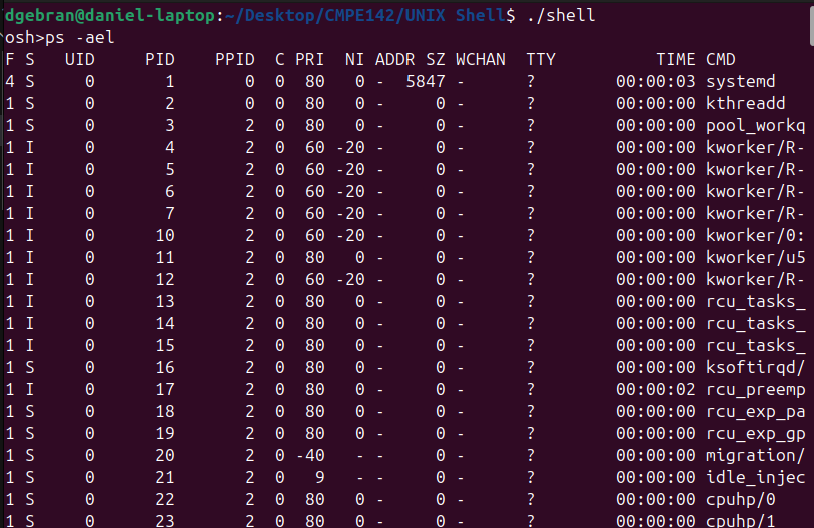 dgebran@daniel-laptop:~/Desktop/CMPE142/UNIX Shell$ ./shell
osh>ps -ael
F S   UID     PID    PPID  C PRI  NI ADDR SZ WCHAN  TTY          TIME CMD
4 S     0       1       0  0  80   0 -  5847 -      ?        00:00:03 systemd
1 S     0       2       0  0  80   0 -     0 -      ?        00:00:00 kthreadd
1 S     0       3       2  0  80   0 -     0 -      ?        00:00:00 pool_workq
1 I     0       4       2  0  60 -20 -     0 -      ?        00:00:00 kworker/R-
1 I     0       5       2  0  60 -20 -     0 -      ?        00:00:00 kworker/R-
1 I     0       6       2  0  60 -20 -     0 -      ?        00:00:00 kworker/R-
1 I     0       7       2  0  60 -20 -     0 -      ?        00:00:00 kworker/R-
1 I     0      10       2  0  60 -20 -     0 -      ?        00:00:00 kworker/0:
1 I     0      11       2  0  80   0 -     0 -      ?        00:00:00 kworker/u5
1 I     0      12       2  0  60 -20 -     0 -      ?        00:00:00 kworker/R-
1 I     0      13       2  0  80   0 -     0 -      ?        00:00:00 rcu_tasks_
1 I     0      14       2  0  80   0 -     0 -      ?        00:00:00 rcu_tasks_
1 I     0      15       2  0  80   0 -     0 -      ?        00:00:00 rcu_tasks_
1 S     0      16       2  0  80   0 -     0 -      ?        00:00:00 ksoftirqd/
1 I     0      17       2  0  80   0 -     0 -      ?        00:00:02 rcu_preemp
1 S     0      18       2  0  80   0 -     0 -      ?        00:00:00 rcu_exp_pa
1 S     0      19       2  0  80   0 -     0 -      ?        00:00:00 rcu_exp_gp
1 S     0      20       2  0 -40   - -     0 -      ?        00:00:00 migration/
1 S     0      21       2  0   9   - -     0 -      ?        00:00:00 idle_injec
1 S     0      22       2  0  80   0 -     0 -      ?        00:00:00 cpuhp/0
1 S     0      23       2  0  80   0 -     0 -      ?        00:00:00 cpuhp/1